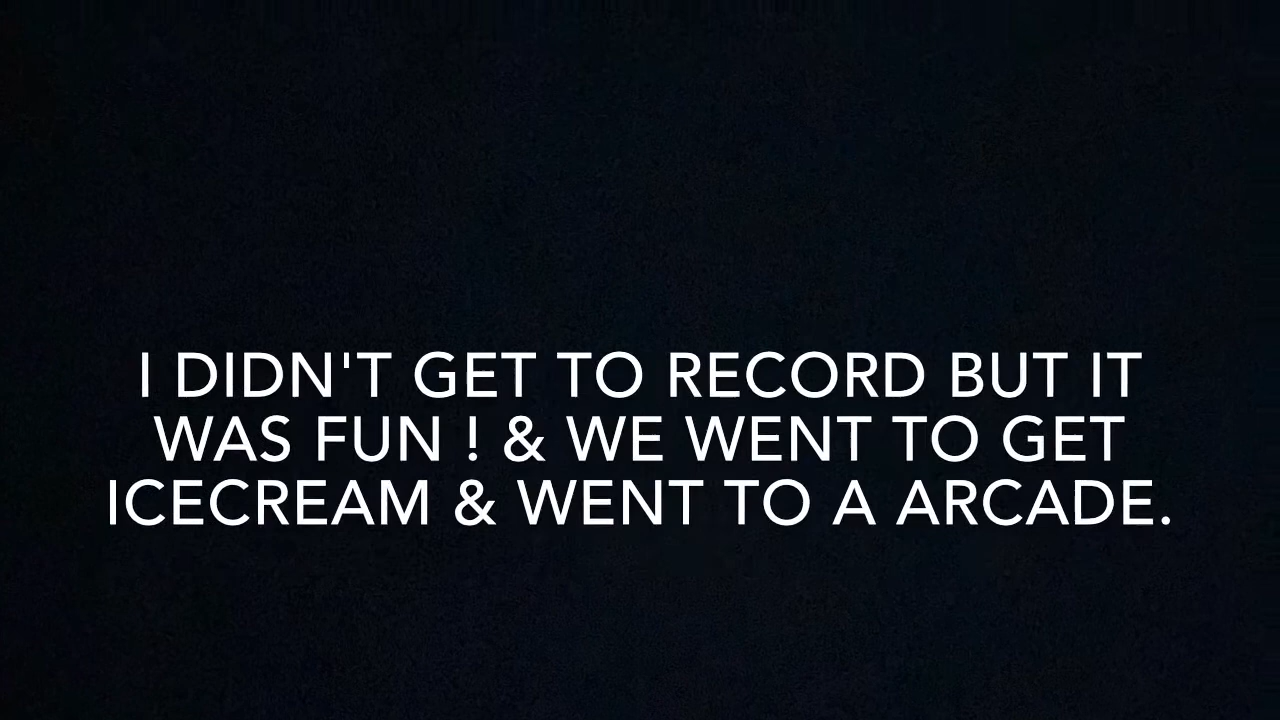 I DIDN'T GET TO RECORD BUT IT
WAS FUN ! & WE WENT TO GET
ICECREAM & WENT TO A ARCADE.